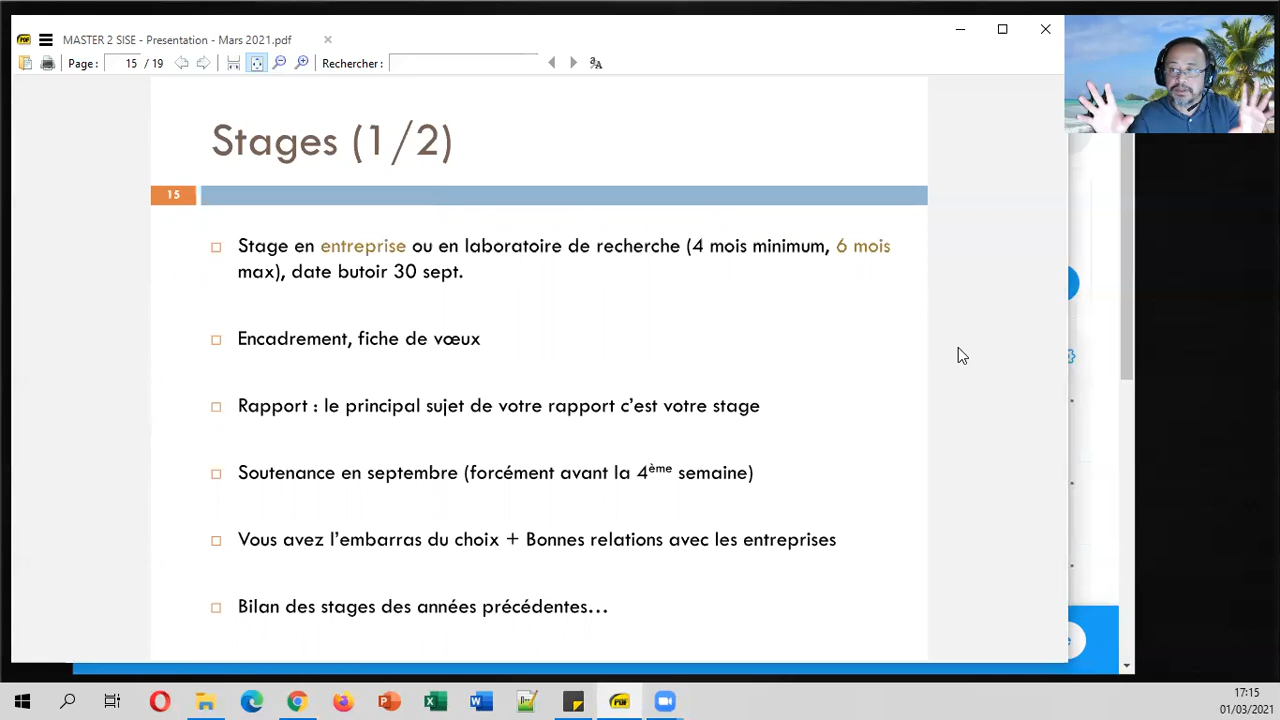 MASTER 2 SISE - Presentation - Mars 2021.pdf
Page: 15 / 19 Rechercher:
Stages (1/2)
15
Stage en entreprise ou en laboratoire de recherche (4 mois minimum, 6 mois
max), date butoir 30 sept.
Encadrement, fiche de vœux
Rapport : le principal sujet de votre rapport c’est votre stage
Soutenance en septembre (forcément avant la 4ème semaine)
Vous avez l’embarras du choix + Bonnes relations avec les entreprises
Bilan des stages des années précédentes…
17:15
01/03/2021